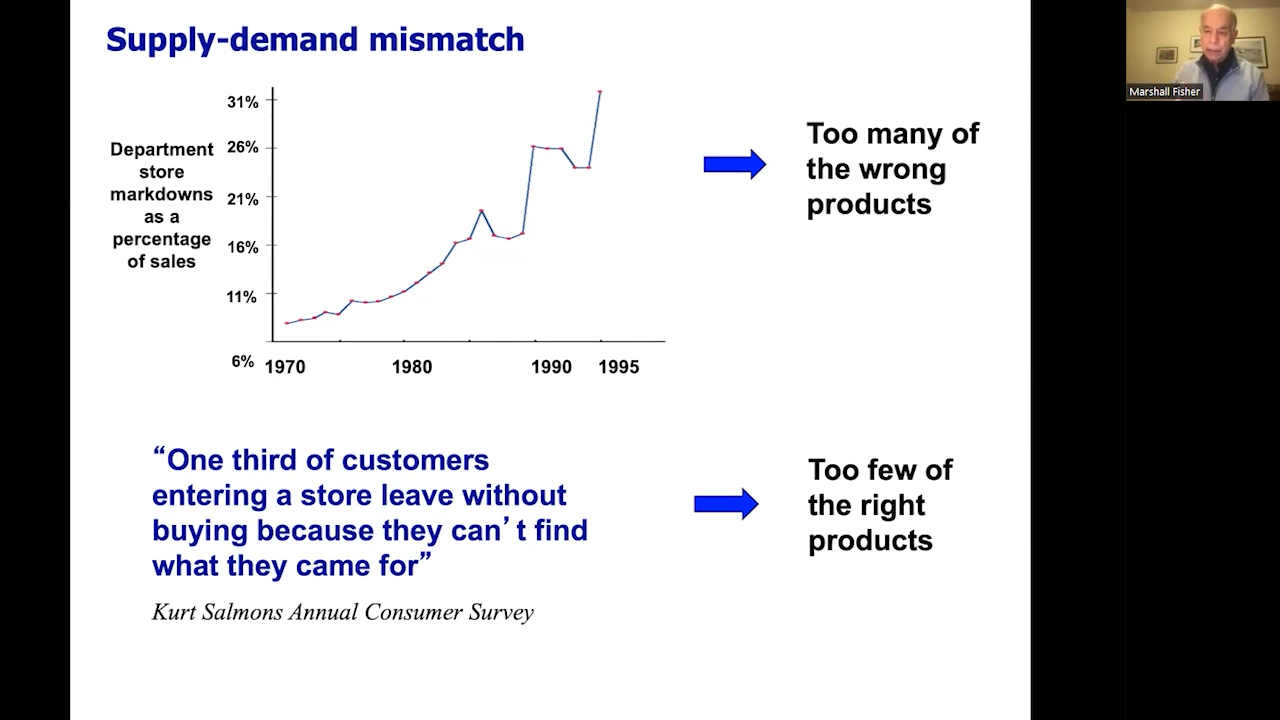 Supply-demand mismatch
31%
26%
21%
16%
11%
6%
Department
store
markdowns
as a
percentage
of sales
1970
1980
1990
1995
Too many of
the wrong
products
“One third of customers
entering a store leave without
buying because they can’t find
what they came for”
Kurt Salmons Annual Consumer Survey
Too few of
the right
products
Marshall Fisher